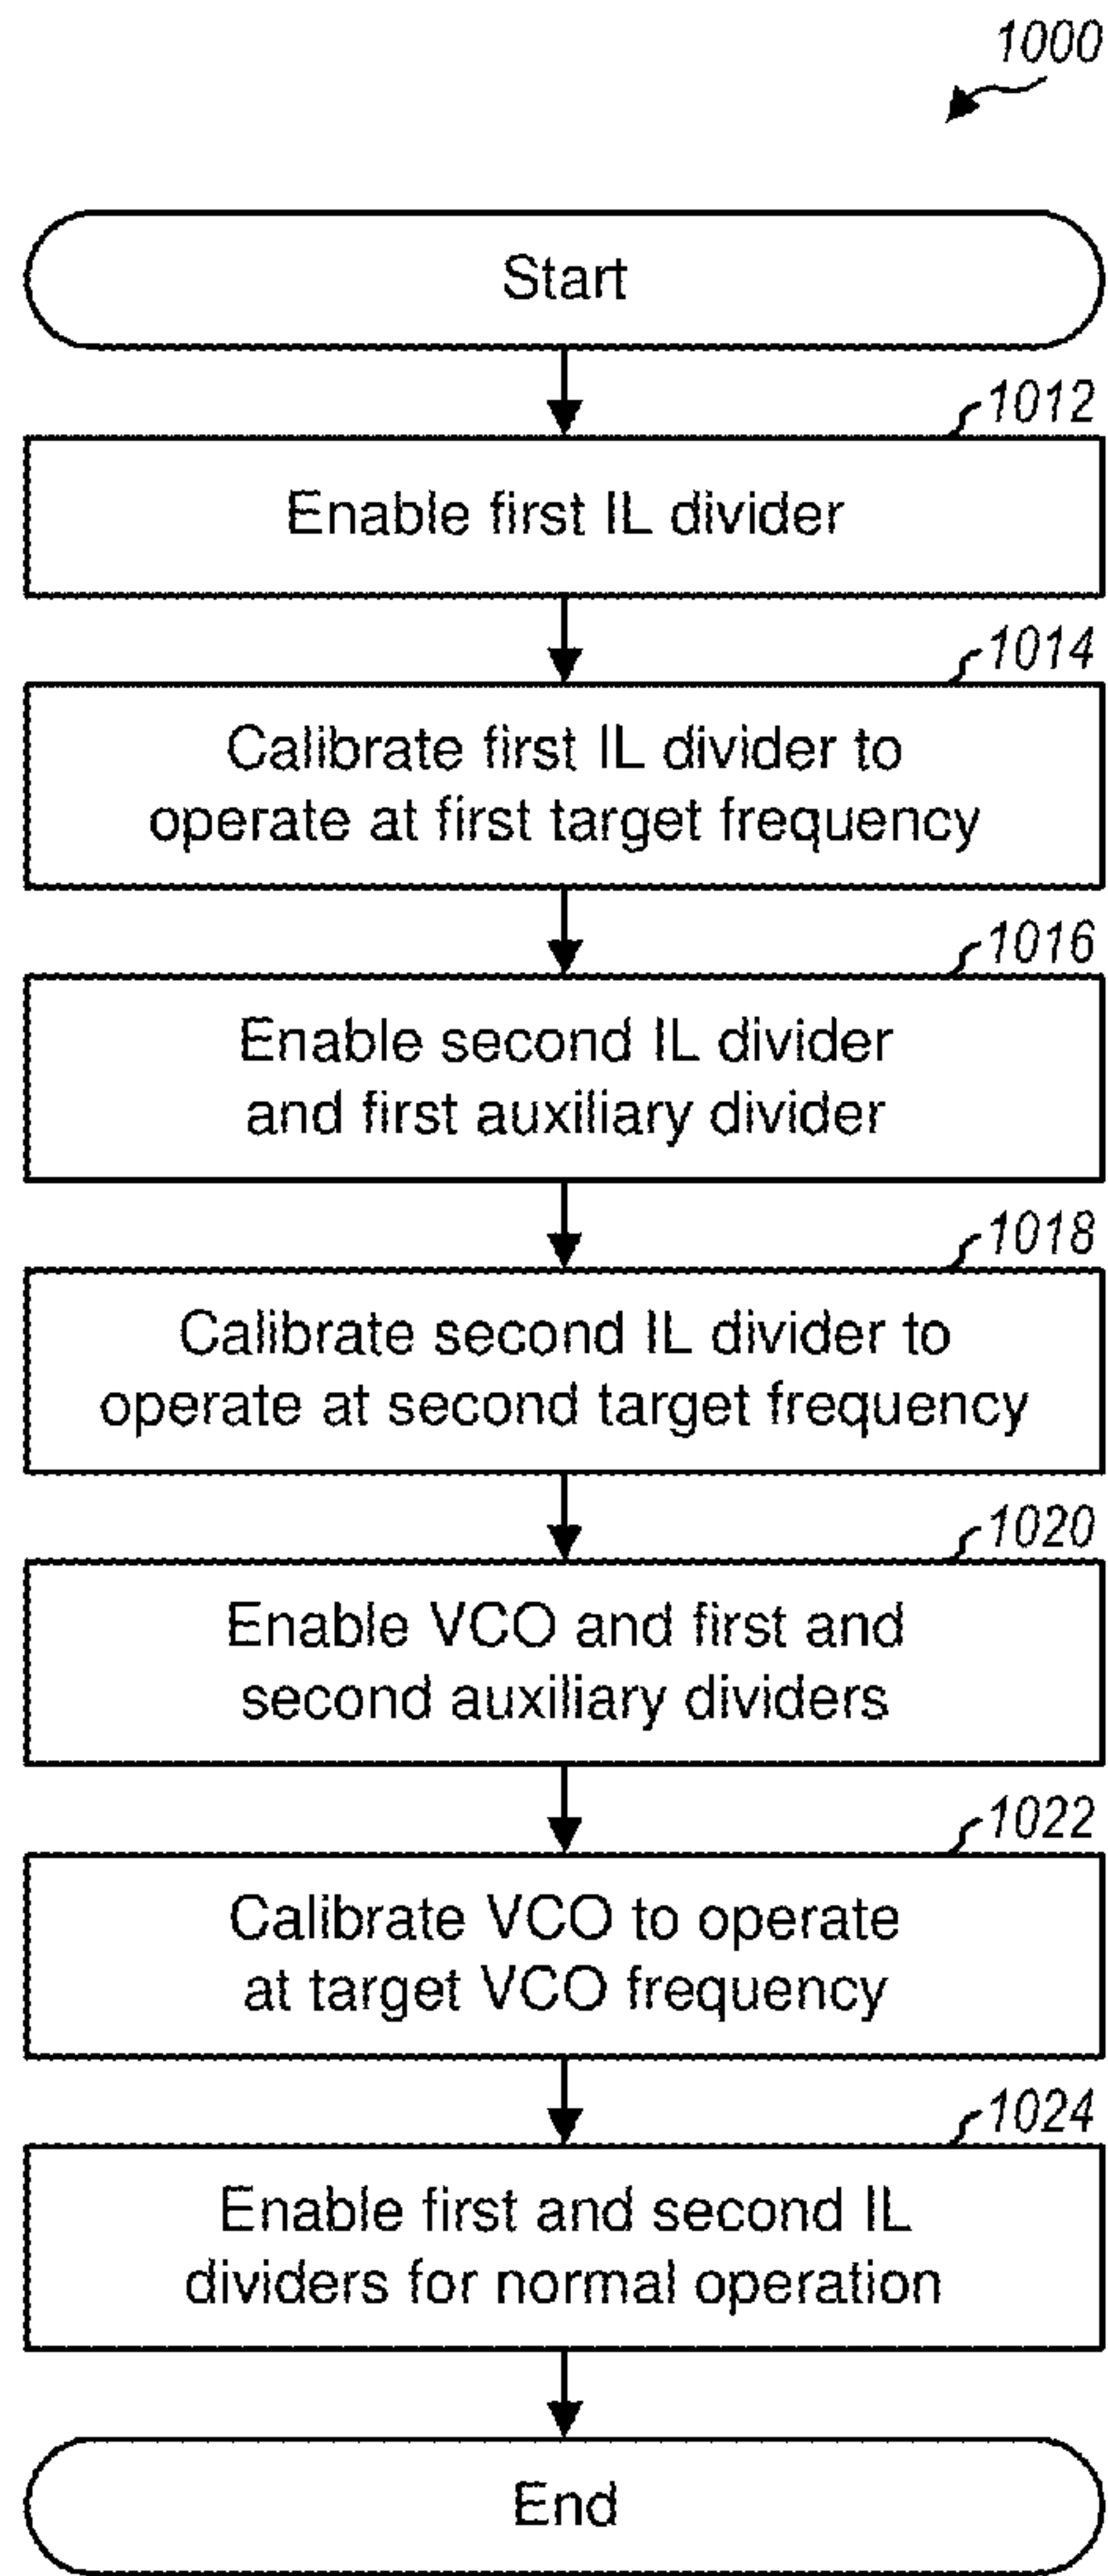 1000
Start
1012
Enable first IL divider
1014
Calibrate first IL divider to
operate at first target frequency
1016
Enable second IL divider
and first auxiliary divider
1018
Calibrate second IL divider to
operate at second target frequency
1020
Enable VCO and first and
second auxiliary dividers
1022
Calibrate VCO to operate
at target VCO frequency
1024
Enable first and second IL
dividers for normal operation
End